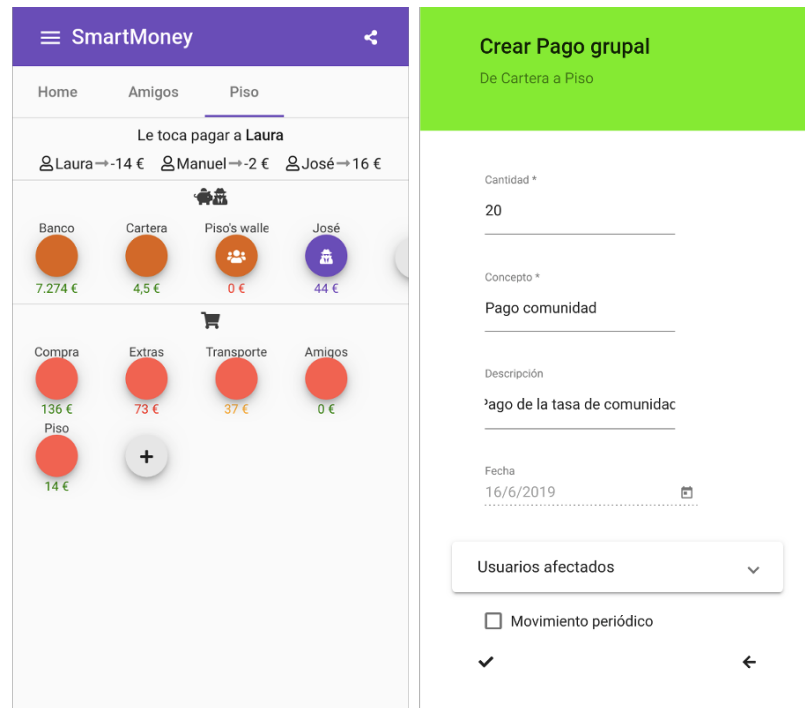 SmartMoney
Home Amigos Piso
Le toca pagar a Laura
Laura→-14 € Manuel→-2 € José→16 €
Banco Cartera Piso's walle José
7.274 € 4,5 € 0 € 44 €
Compra Extras Transporte Amigos
136 € 73 € 37 € 0 €
Piso
+
14 €
Crear Pago grupal
De Cartera a Piso
Cantidad *
20
Concepto *
Pago comunidad
Descripción
Pago de la tasa de comunidad
Fecha
16/6/2019
Usuarios afectados
Movimiento periódico